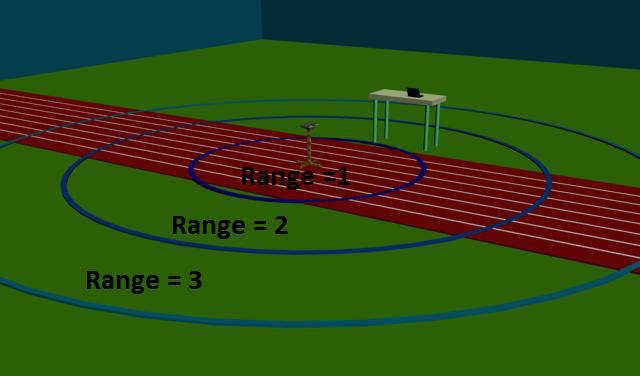 Range =1
Range = 2
Range = 3